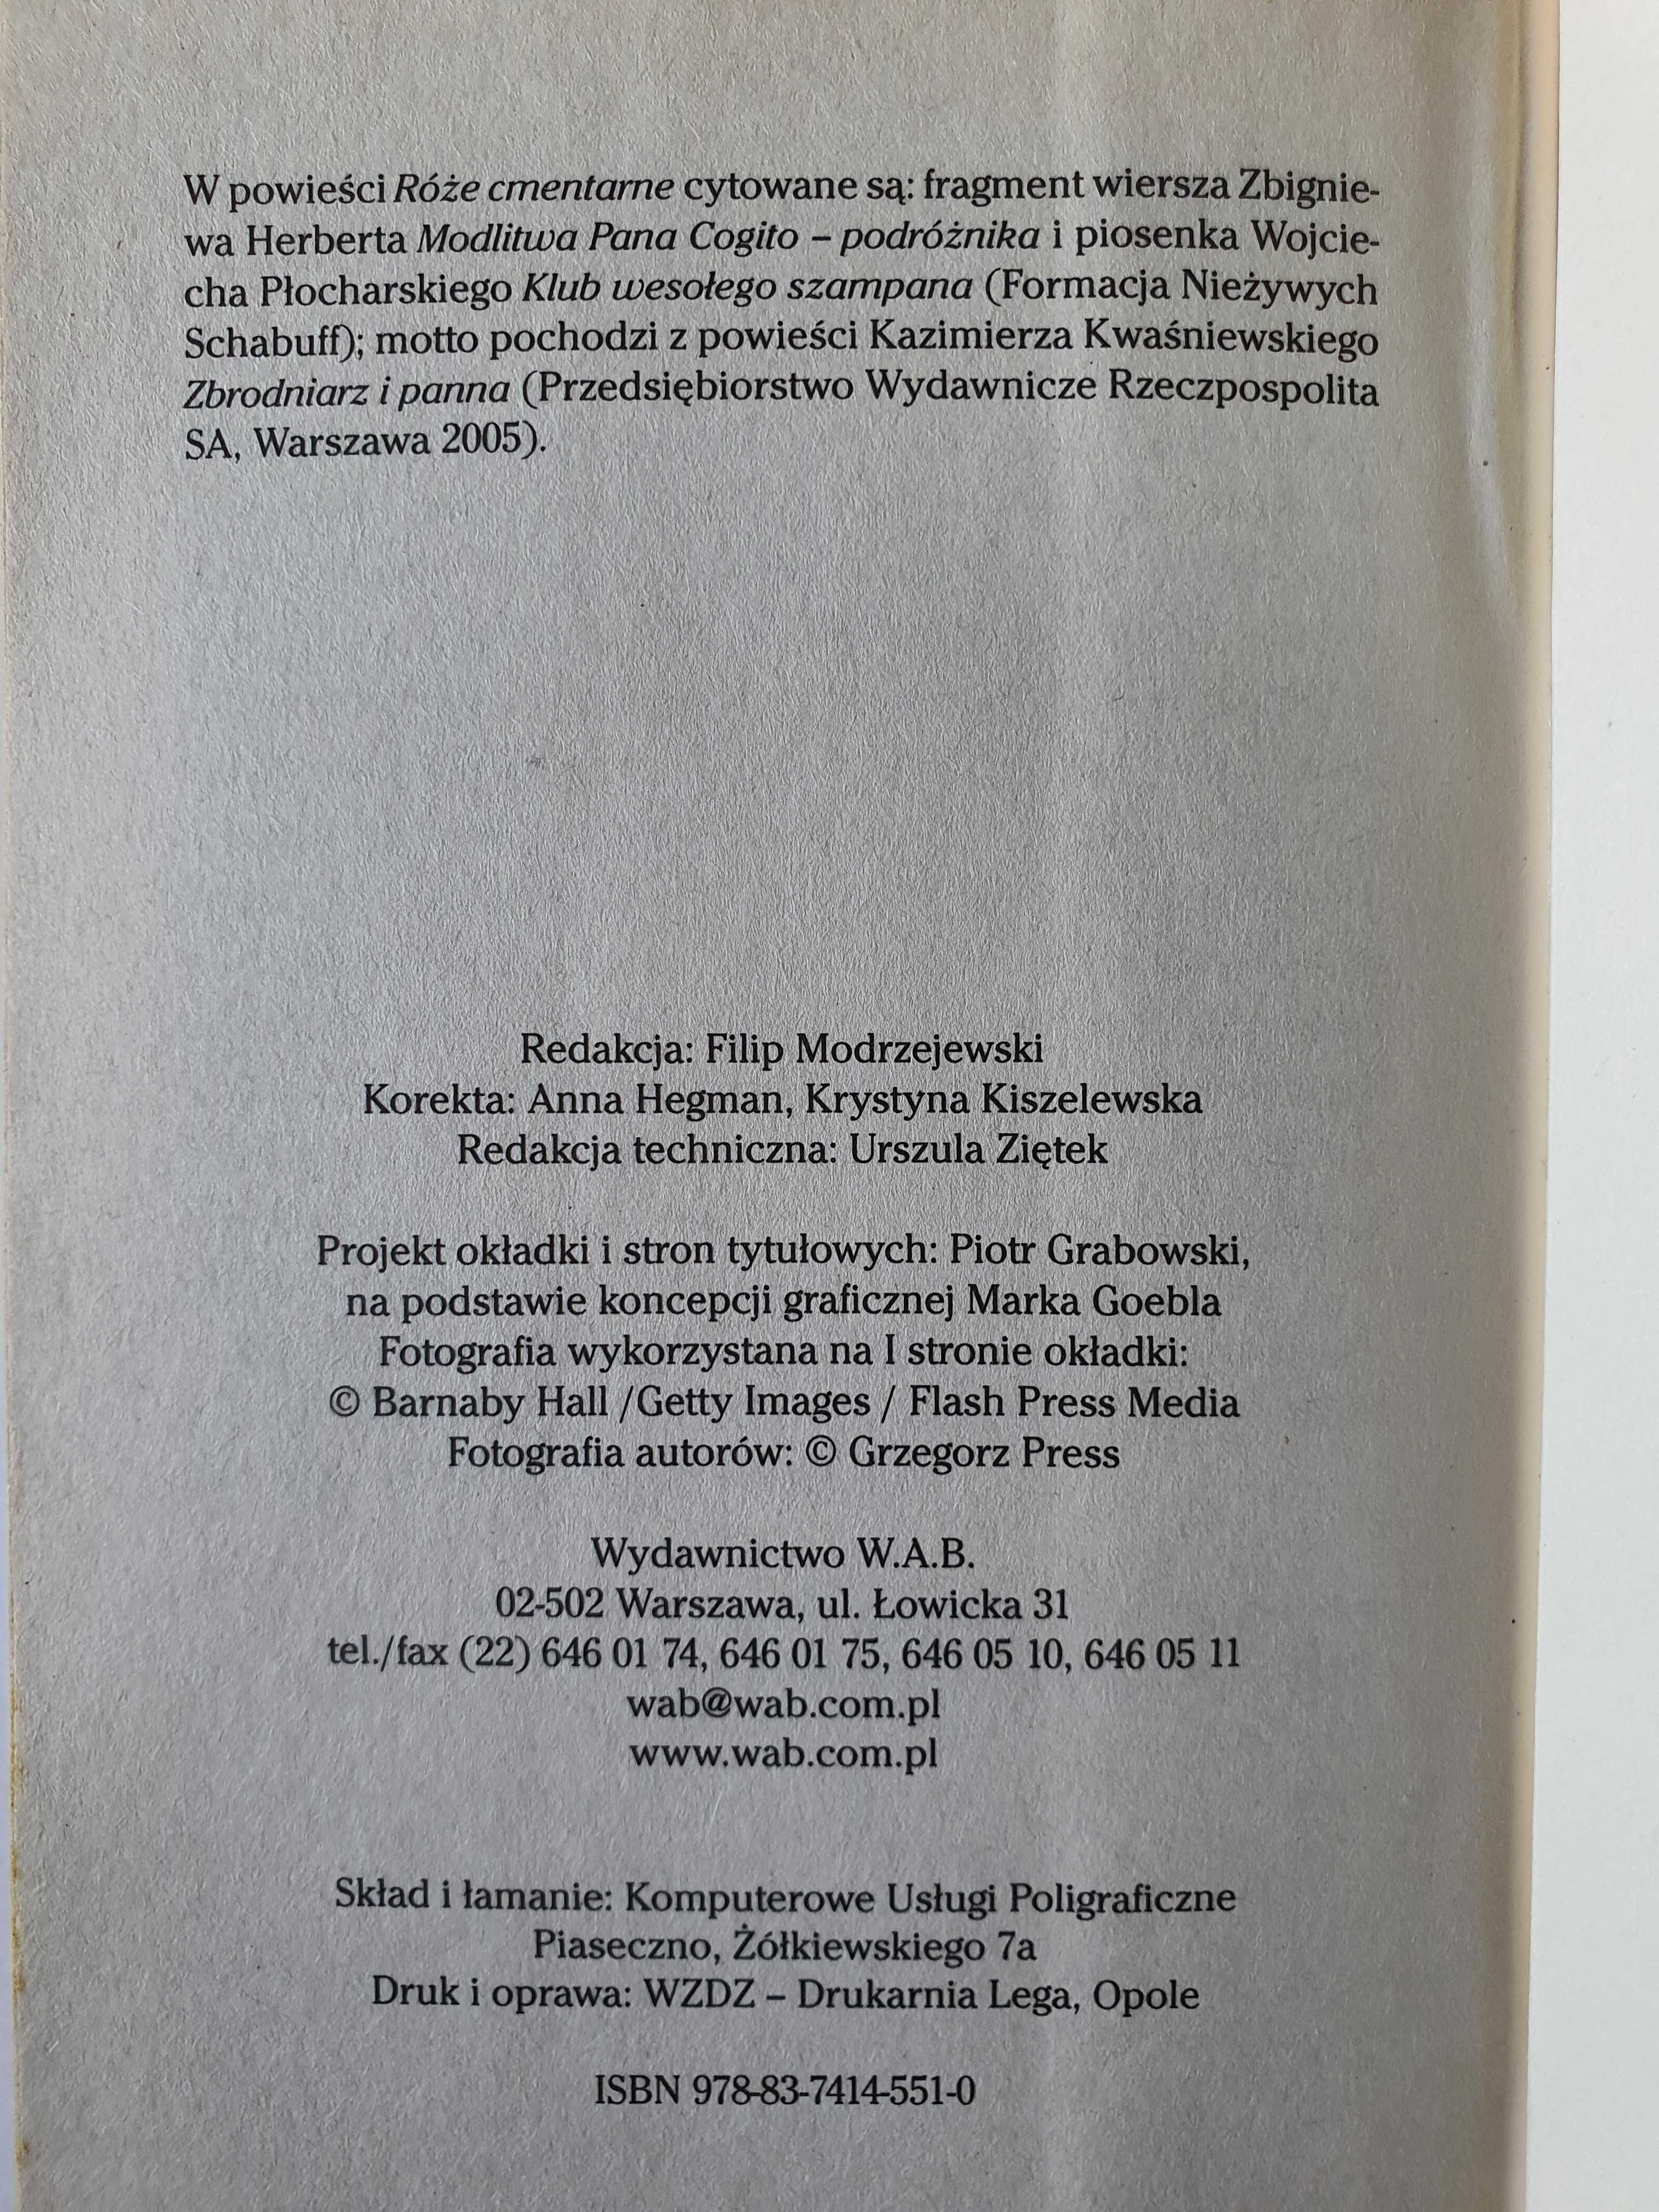 W powieści Róże cmentarne cytowane są: fragment wiersza Zbignie-
wa Herberta Modlitwa Pana Cogito – podróżnika i piosenka Wojcie-
cha Płocharskiego Klub wesołego szampana (Formacja Nieżywych
Schabuff); motto pochodzi z powieści Kazimierza Kwaśniewskiego
Zbrodniarz i panna (Przedsiębiorstwo Wydawnicze Rzeczpospolita
SA, Warszawa 2005).
Redakcja: Filip Modrzejewski
Korekta: Anna Hegman, Krystyna Kiszelewska
Redakcja techniczna: Urszula Ziętek
Projekt okładki i stron tytułowych: Piotr Grabowski,
na podstawie koncepcji graficznej Marka Goebla
Fotografia wykorzystana na I stronie okładki:
© Barnaby Hall /Getty Images / Flash Press Media
Fotografia autorów: © Grzegorz Press
Wydawnictwo W.A.B.
02-502 Warszawa, ul. Łowicka 31
tel./fax (22) 646 01 74, 646 01 75, 646 05 10, 646 05 11
wab@wab.com.pl
www.wab.com.pl
Skład i łamanie: Komputerowe Usługi Poligraficzne
Piaseczno, Żółkiewskiego 7a
Druk i oprawa: WZDZ – Drukarnia Lega, Opole
ISBN 978-83-7414-551-0